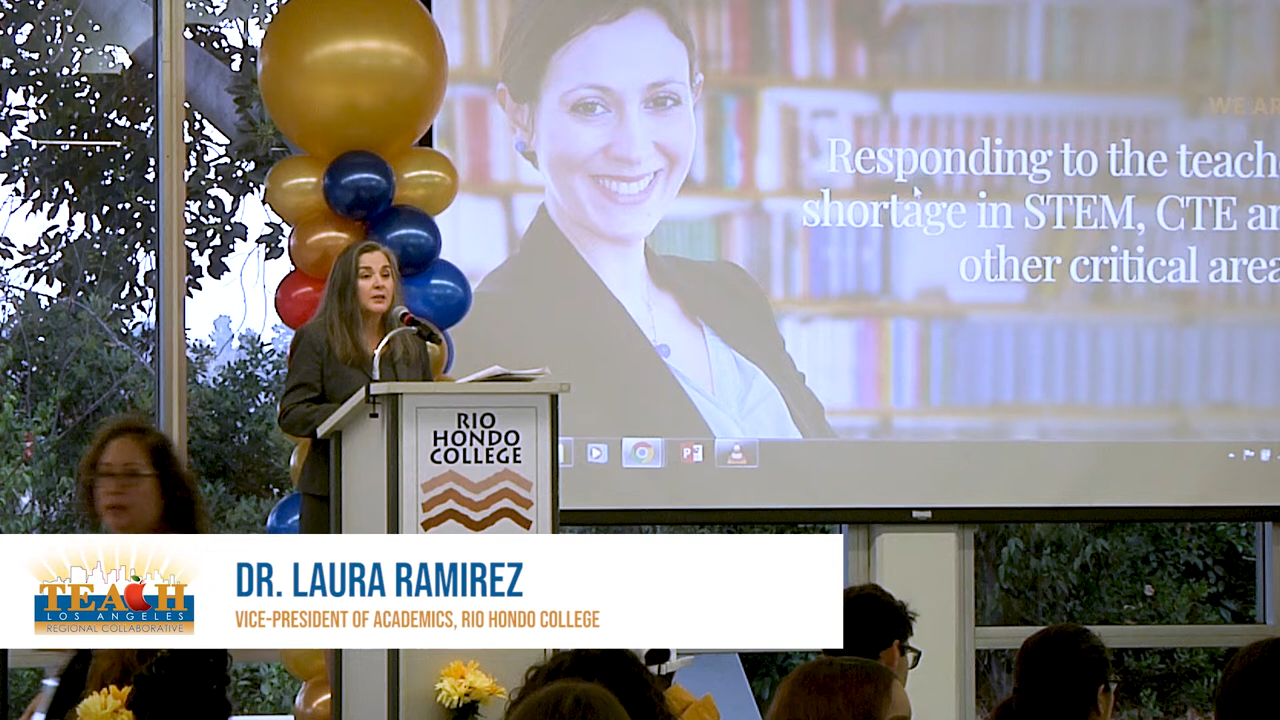 WE AR
Responding to the teach
shortage in STEM, CTE an
other critical area
RIO
HONDO
COLLEGE
DR. LAURA RAMIREZ
VICE-PRESIDENT OF ACADEMICS, RIO HONDO COLLEGE
TEACH
LOS ANGELES
REGIONAL COLLABORATIVE